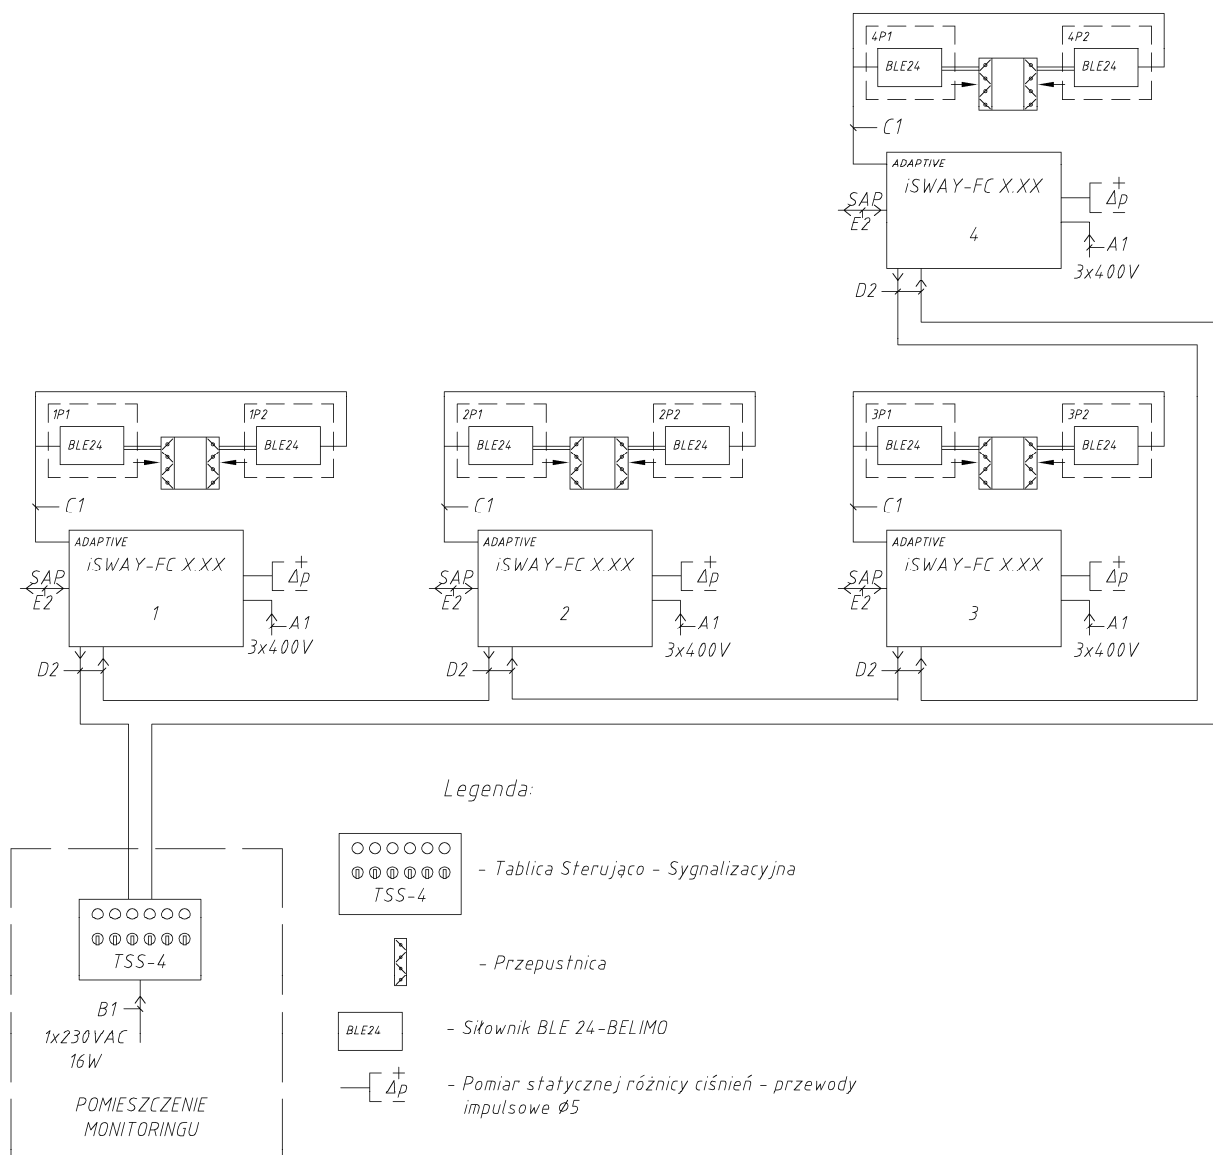 4P1
4P2
BLE24
BLE24
C1
ADAPTIVE
iSWAY-FC X.XX
SAP
E2
4
+
Δp
-
A1
3x400V
D2
1P1
1P2
BLE24
BLE24
C1
ADAPTIVE
iSWAY-FC X.XX
SAP
E2
1
+
Δp
-
A1
3x400V
D2
2P1
2P2
BLE24
BLE24
C1
ADAPTIVE
iSWAY-FC X.XX
SAP
E2
2
+
Δp
-
A1
3x400V
D2
3P1
3P2
BLE24
BLE24
C1
ADAPTIVE
iSWAY-FC X.XX
SAP
E2
3
+
Δp
-
A1
3x400V
D2
Legenda:
TSS-4
- Tablica Sterująco - Sygnalizacyjna
- Przepustnica
BLE24
- Siłownik BLE 24-BELIMO
+
Δp
-
- Pomiar statycznej różnicy ciśnień - przewody
impulsowe Ø5
TSS-4
B1
1x230VAC
16W
POMIESZCZENIE
MONITORINGU